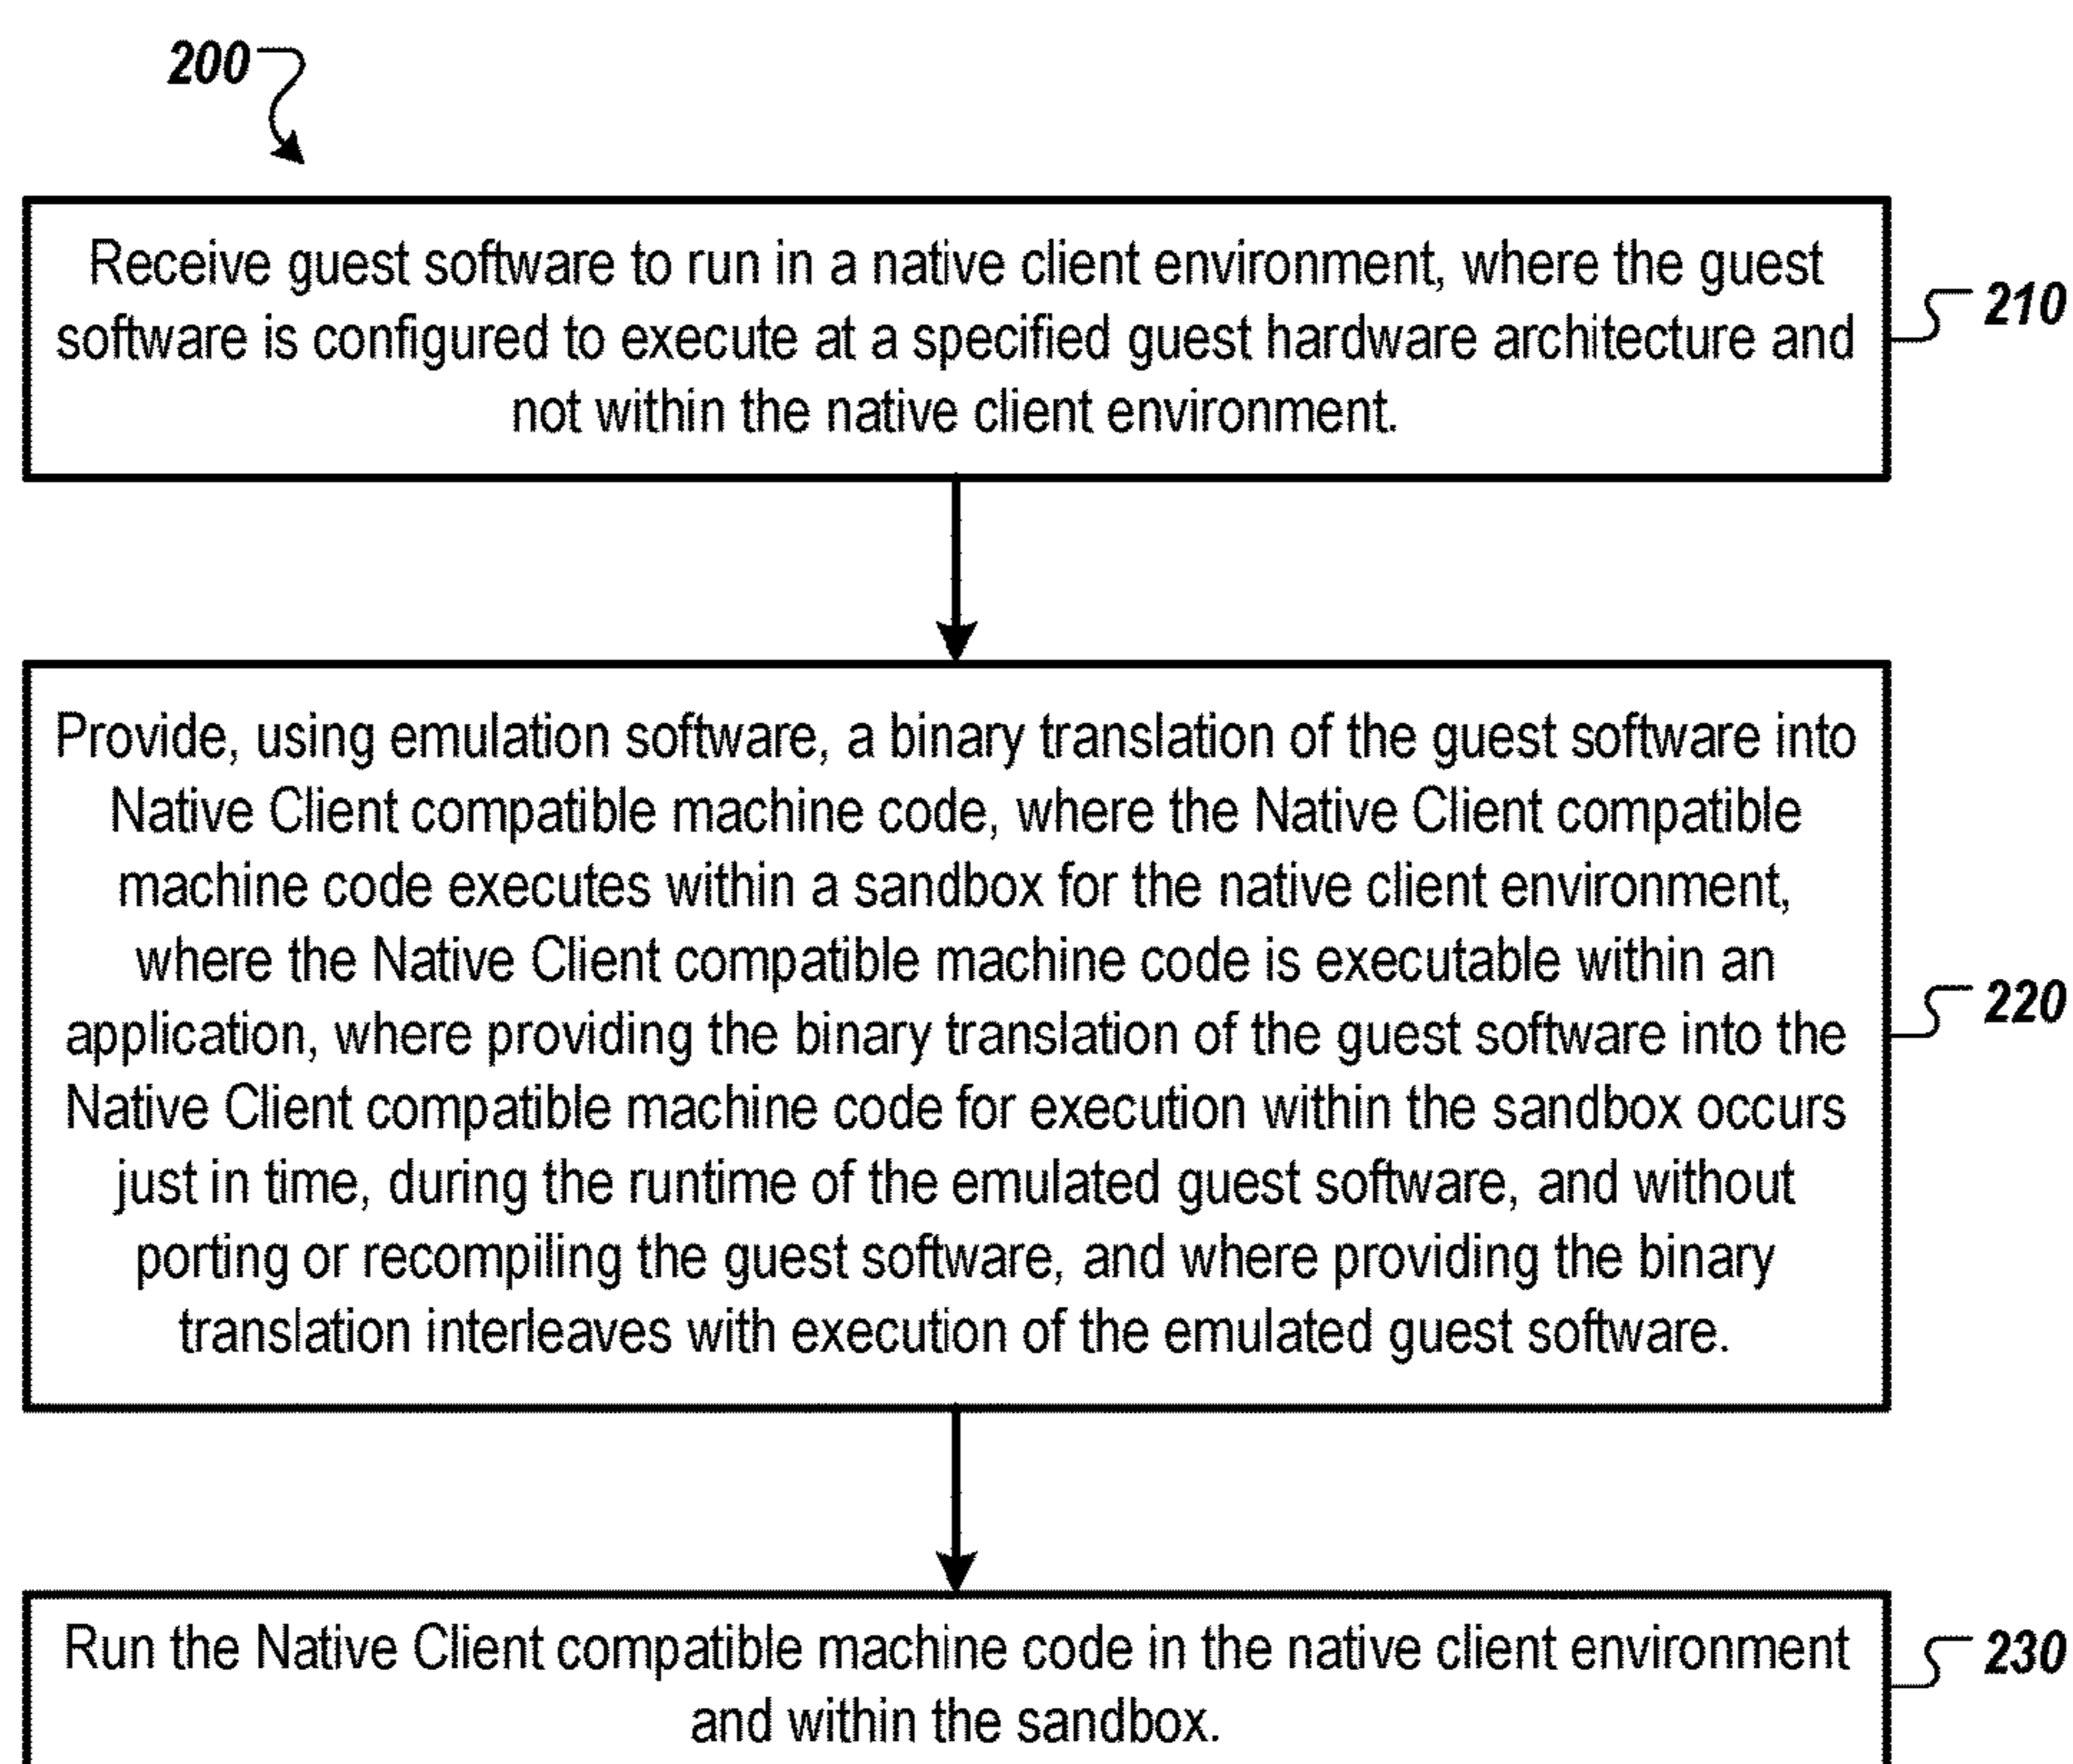 200
Receive guest software to run in a native client environment, where the guest
software is configured to execute at a specified guest hardware architecture and
not within the native client environment.
210
Provide, using emulation software, a binary translation of the guest software into
Native Client compatible machine code, where the Native Client compatible
machine code executes within a sandbox for the native client environment,
where the Native Client compatible machine code is executable within an
application, where providing the binary translation of the guest software into the
Native Client compatible machine code for execution within the sandbox occurs
just in time, during the runtime of the emulated guest software, and without
porting or recompiling the guest software, and where providing the binary
translation interleaves with execution of the emulated guest software.
220
Run the Native Client compatible machine code in the native client environment
and within the sandbox.
230